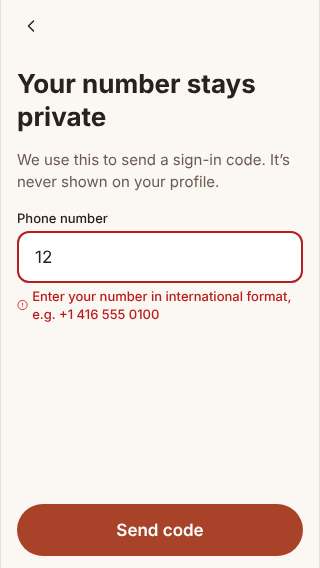 Your number stays
private
We use this to send a sign-in code. It’s
never shown on your profile.
Phone number
12
Enter your number in international format,
e.g. +1 416 555 0100
Send code